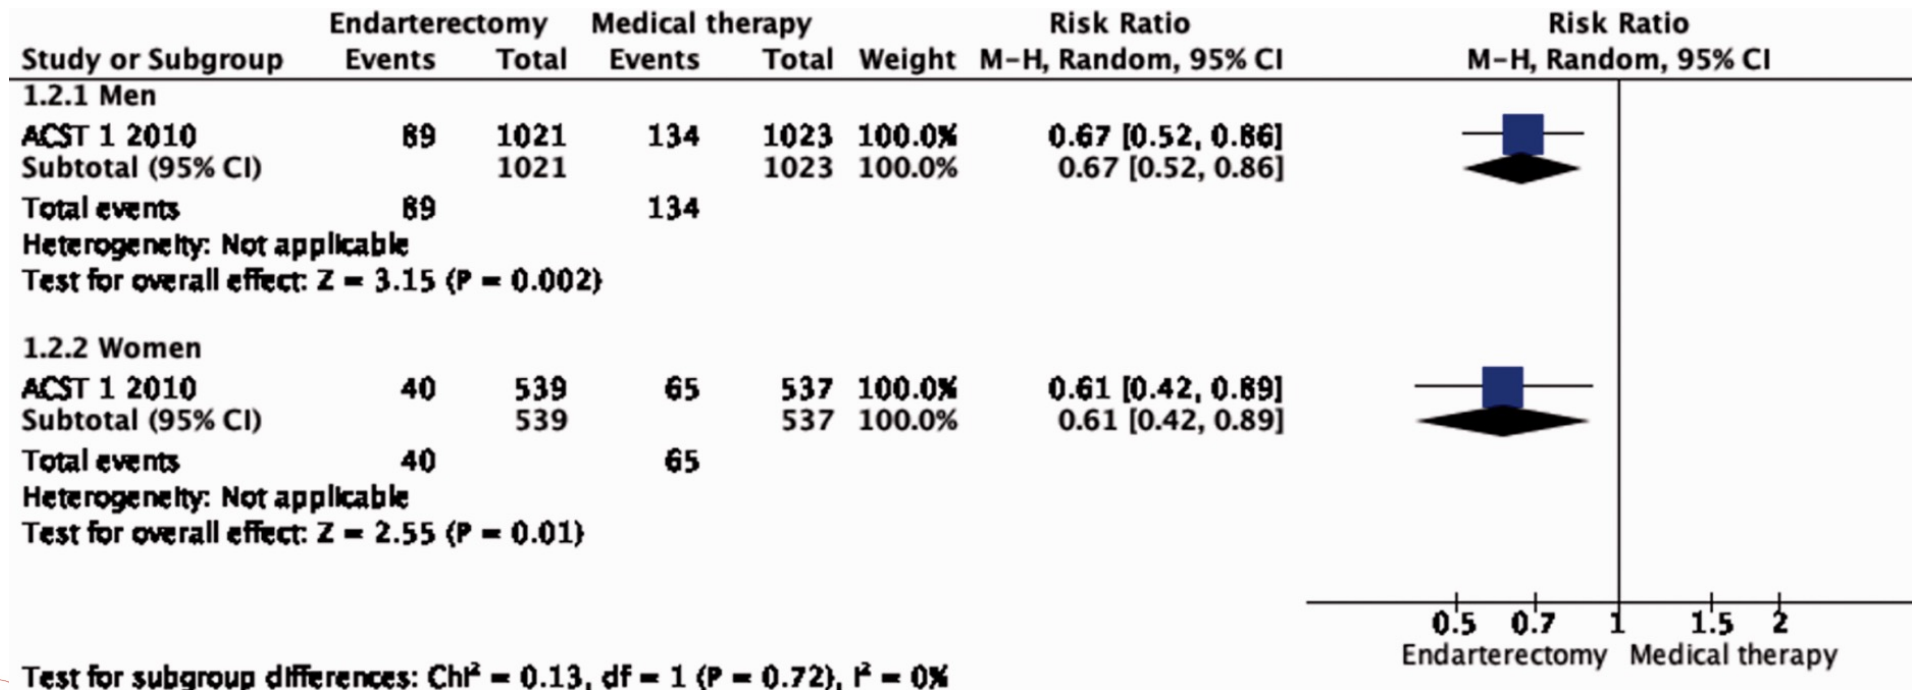 Endarterectomy Medical therapy Risk Ratio Risk Ratio
Study or Subgroup Events Total Events Total Weight M-H, Random, 95% CI M-H, Random, 95% CI
1.2.1 Men
ACST 1 2010 89 1021 134 1023 100.0% 0.67 [0.52, 0.86]
Subtotal (95% CI) 1021 1023 100.0% 0.67 [0.52, 0.86]
Total events 89 134
Heterogeneity: Not applicable
Test for overall effect: Z = 3.15 (P = 0.002)
1.2.2 Women
ACST 1 2010 40 539 65 537 100.0% 0.61 [0.42, 0.89]
Subtotal (95% CI) 539 537 100.0% 0.61 [0.42, 0.89]
Total events 40 65
Heterogeneity: Not applicable
Test for overall effect: Z = 2.55 (P = 0.01)
0.5 0.7 1 1.5 2
Endarterectomy Medical therapy
Test for subgroup differences: Chi² = 0.13, df = 1 (P = 0.72), I² = 0%